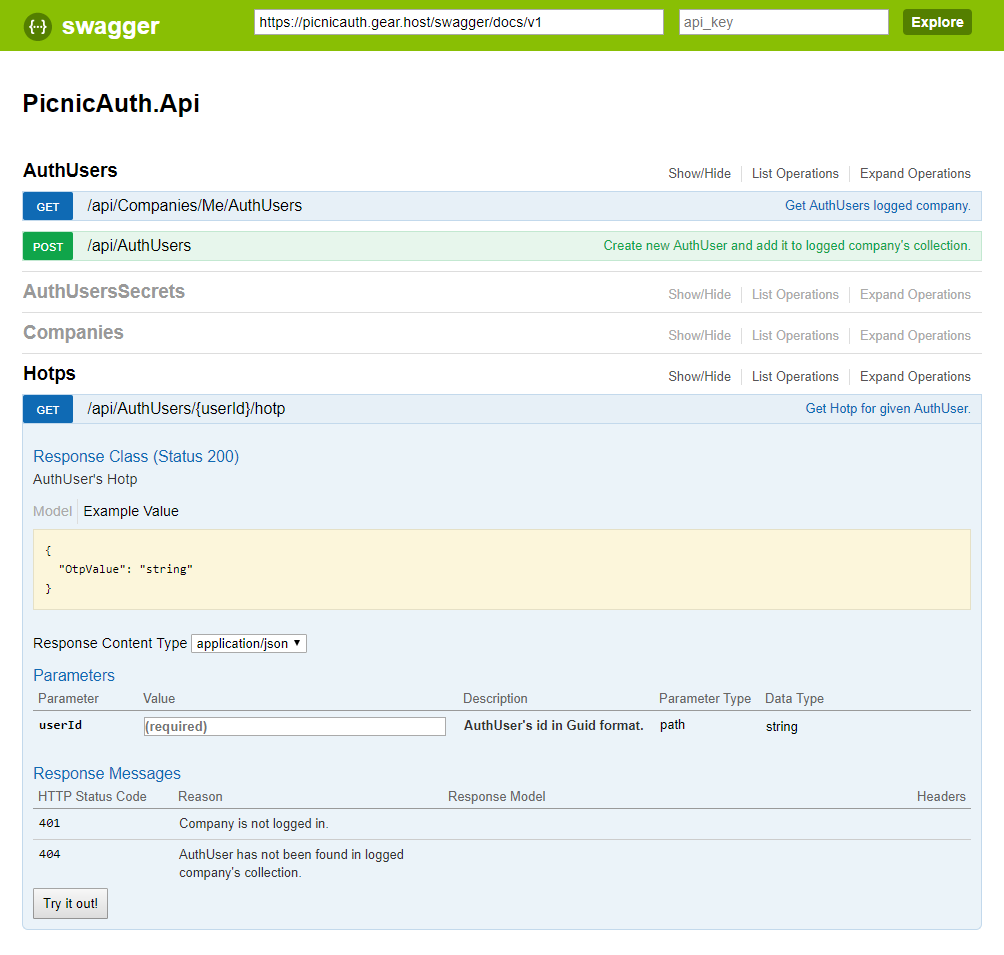 {···} swagger https://picnicauth.gear.host/swagger/docs/v1 api_key Explore
PicnicAuth.Api
AuthUsers Show/Hide List Operations Expand Operations
GET /api/Companies/Me/AuthUsers Get AuthUsers logged company.
POST /api/AuthUsers Create new AuthUser and add it to logged company's collection.
AuthUsersSecrets Show/Hide List Operations Expand Operations
Companies Show/Hide List Operations Expand Operations
Hotps Show/Hide List Operations Expand Operations
GET /api/AuthUsers/{userId}/hotp Get Hotp for given AuthUser.
Response Class (Status 200)
AuthUser's Hotp
Model Example Value
{
"OtpValue": "string"
}
Response Content Type application/json ▼
Parameters
Parameter Value Description Parameter Type Data Type
userId (required) AuthUser's id in Guid format. path string
Response Messages
HTTP Status Code Reason Response Model Headers
401 Company is not logged in.
404 AuthUser has not been found in logged
company's collection.
Try it out!